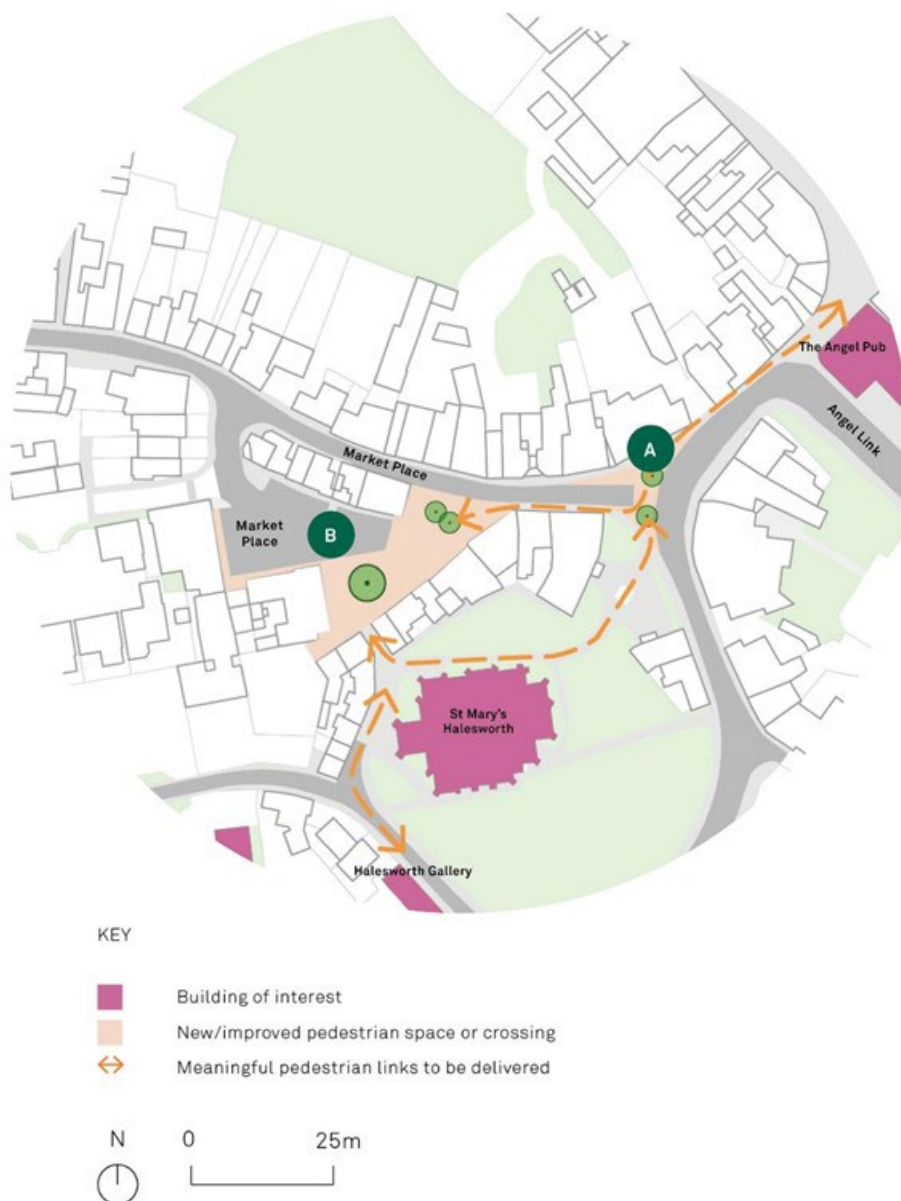 The Angel Pub
Angel Link
A
Market Place
Market
Place
B
St Mary's
Halesworth
Halesworth Gallery
KEY
Building of interest
New/improved pedestrian space or crossing
Meaningful pedestrian links to be delivered
N 0 25m